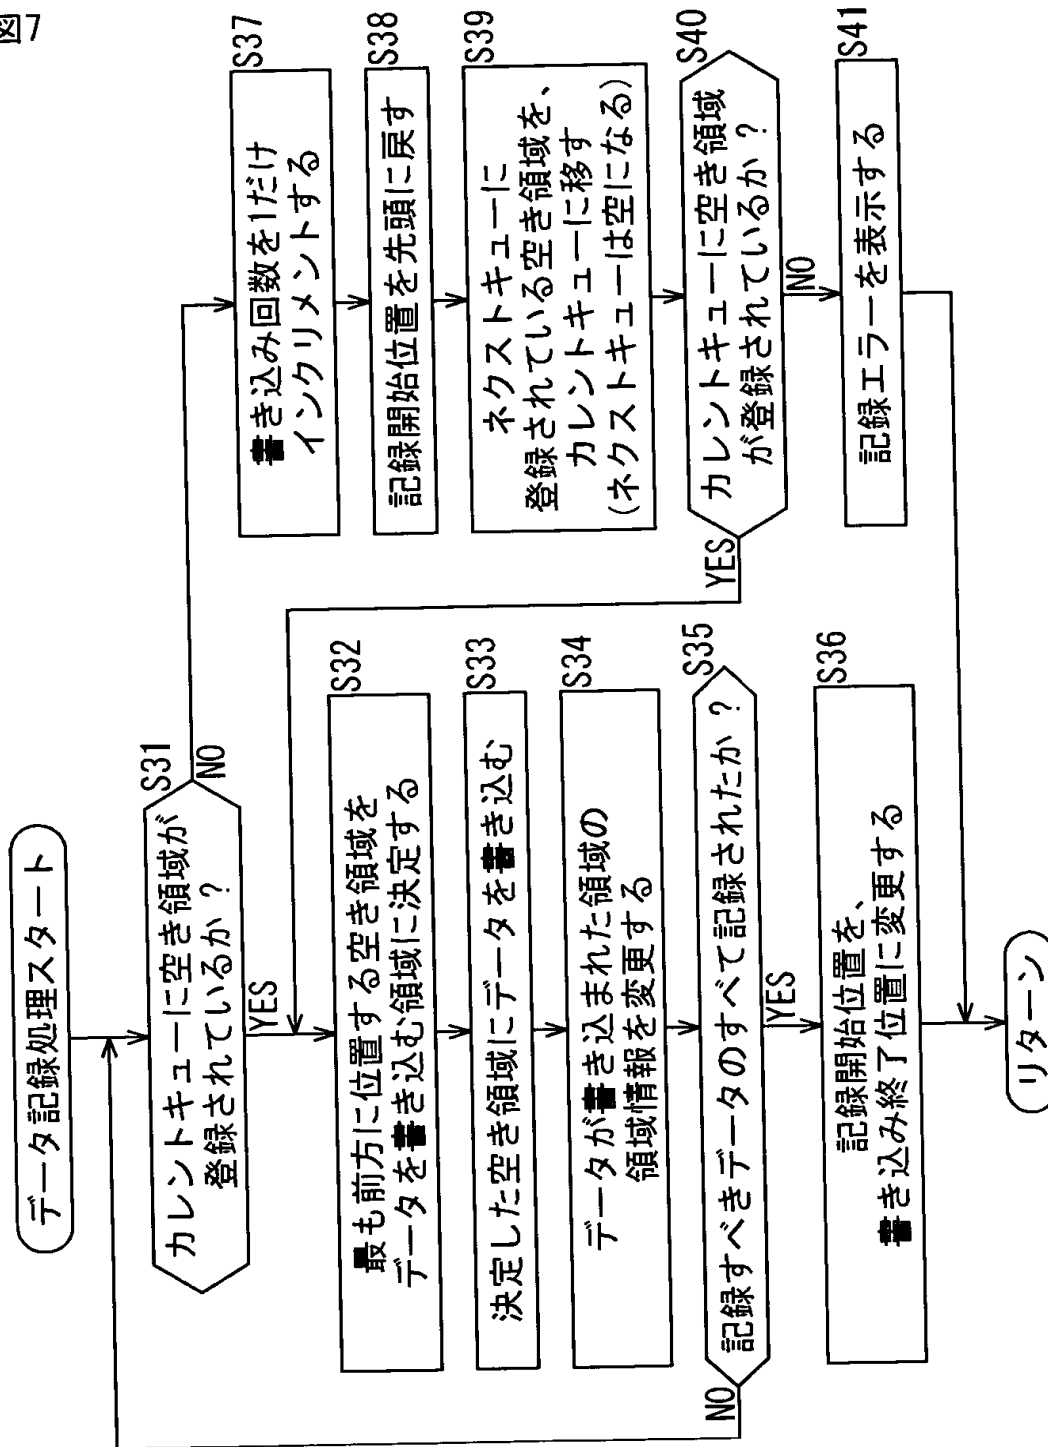 図7
データ記録処理スタート
S31
カレントキューに空き領域が
登録されているか?
NO
YES
S32
最も前方に位置する空き領域を
データを書き込む領域に決定する
S33
決定した空き領域にデータを書き込む
S34
データが書き込まれた領域の
領域情報を変更する
S35
記録すべきデータのすべて記録されたか?
NO
YES
S36
記録開始位置を、
書き込み終了位置に変更する
リターン
S37
書き込み回数を1だけ
インクリメントする
S38
記録開始位置を先頭に戻す
S39
ネクストキューに
登録されている空き領域を、
カレントキューに移す
(ネクストキューは空になる)
S40
カレントキューに空き領域
が登録されているか?
YES
NO
S41
記録エラーを表示する